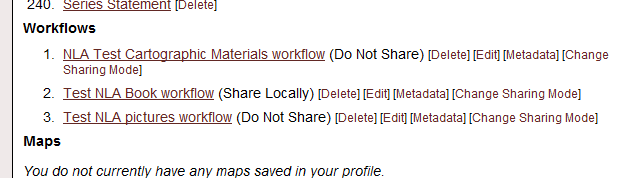 240. Series Statement [Delete]
Workflows
1. NLA Test Cartographic Materials workflow (Do Not Share) [Delete] [Edit] [Metadata] [Change
Sharing Mode]
2. Test NLA Book workflow (Share Locally) [Delete] [Edit] [Metadata] [Change Sharing Mode]
3. Test NLA pictures workflow (Do Not Share) [Delete] [Edit] [Metadata] [Change Sharing Mode]
Maps
You do not currently have any maps saved in your profile.